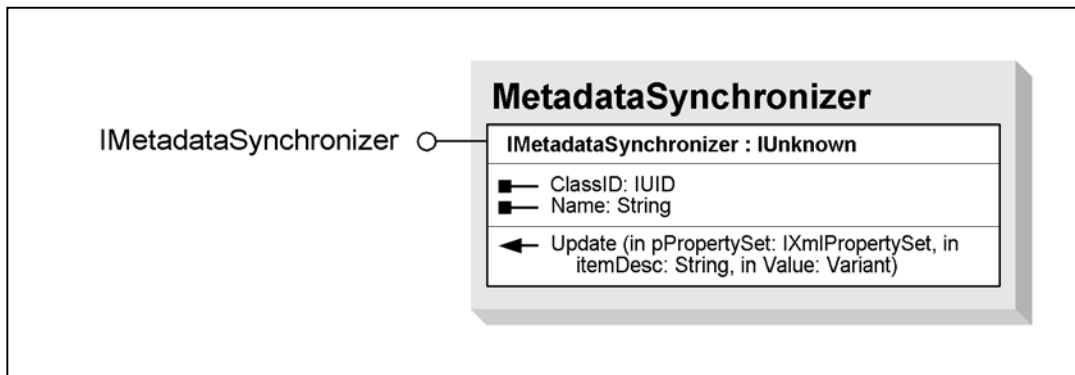 MetadataSynchronizer
IMetadataSynchronizer
IMetadataSynchronizer : IUnknown
ClassID: IUID
Name: String
Update (in pPropertySet: IXmlPropertySet, in
itemDesc: String, in Value: Variant)